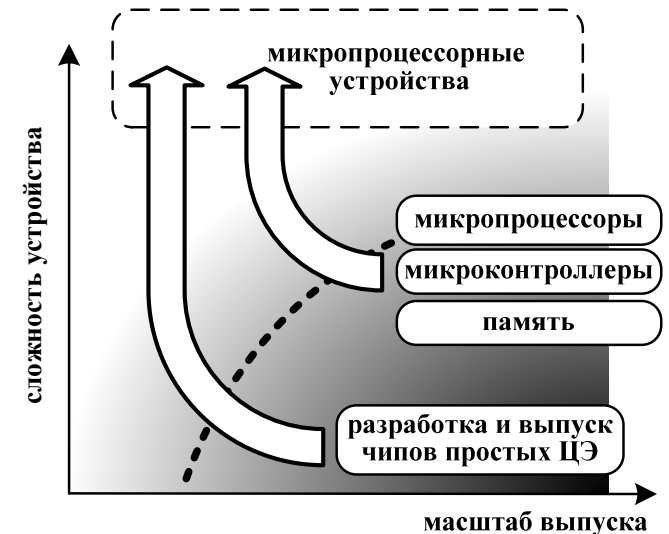 микропроцессорные
устройства
сложность устройства
микропроцессоры
микроконтроллеры
память
разработка и выпуск
чипов простых ЦЭ
масштаб выпуска